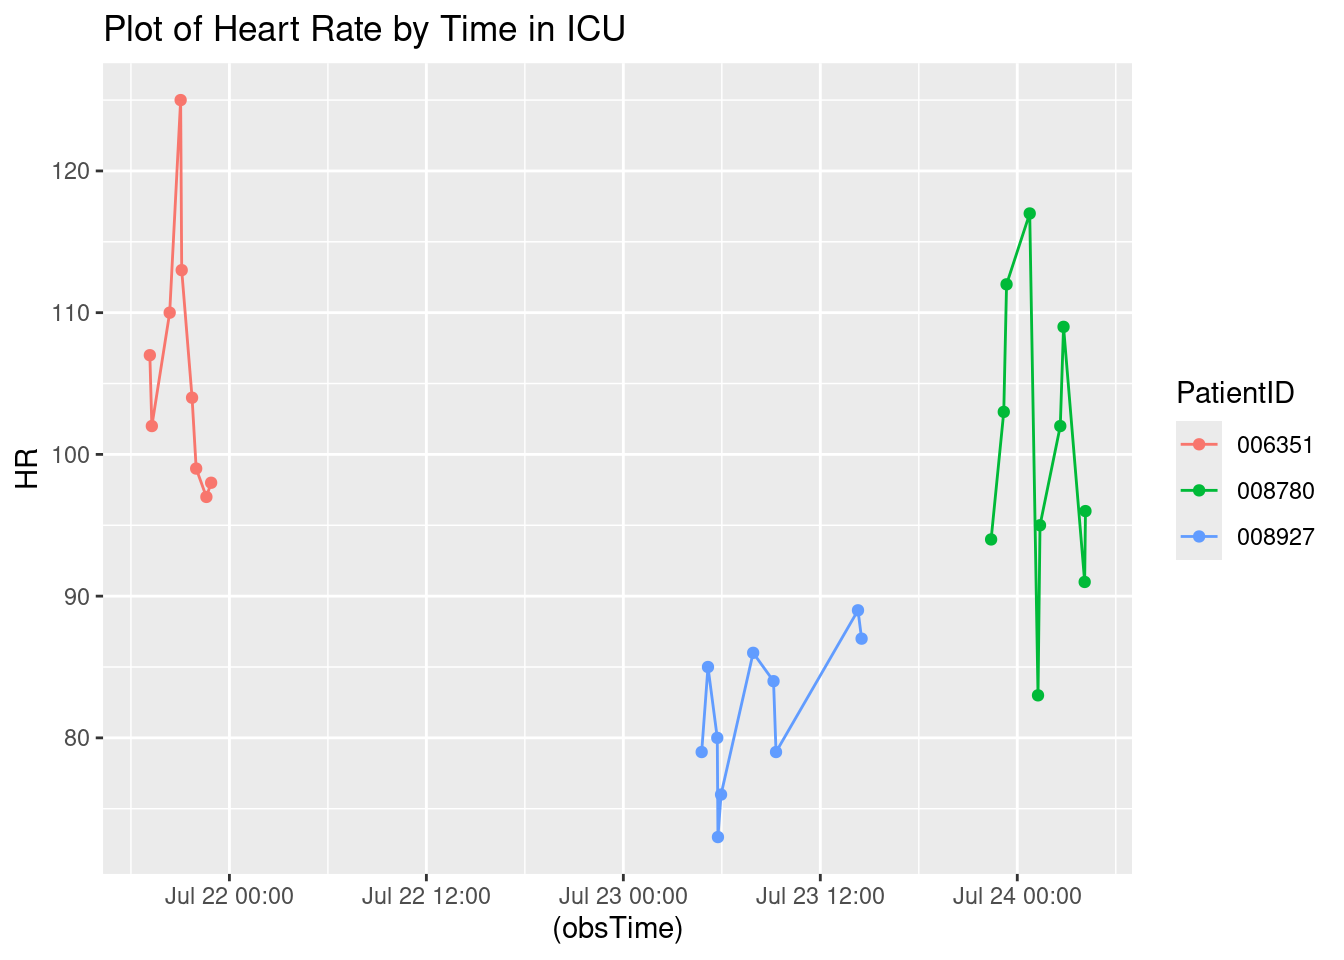 Plot of Heart Rate by Time in ICU
HR
120
110
100
90
80
Jul 22 00:00
Jul 22 12:00
Jul 23 00:00
Jul 23 12:00
Jul 24 00:00
(obsTime)
PatientID
006351
008780
008927